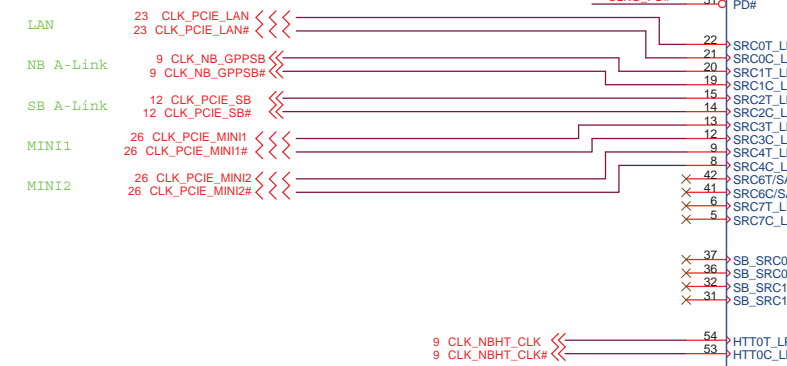 PD#
LAN
23 CLK_PCIE_LAN
23 CLK_PCIE_LAN#
22 SRC0T_L
21 SRC0C_L
NB A-Link
9 CLK_NB_GPPSB
9 CLK_NB_GPPSB#
20 SRC1T_L
19 SRC1C_L
SB A-Link
12 CLK_PCIE_SB
12 CLK_PCIE_SB#
15 SRC2T_L
14 SRC2C_L
MINI1
26 CLK_PCIE_MINI1
26 CLK_PCIE_MINI1#
13 SRC3T_L
12 SRC3C_L
MINI2
26 CLK_PCIE_MINI2
26 CLK_PCIE_MINI2#
9 SRC4T_L
8 SRC4C_L
42 SRC6T/S
41 SRC6C/S
6 SRC7T_L
5 SRC7C_L
37 SB_SRC0
36 SB_SRC0
32 SB_SRC1
31 SB_SRC1
9 CLK_NBHT_CLK
9 CLK_NBHT_CLK#
54 HTT0T_L
53 HTT0C_L